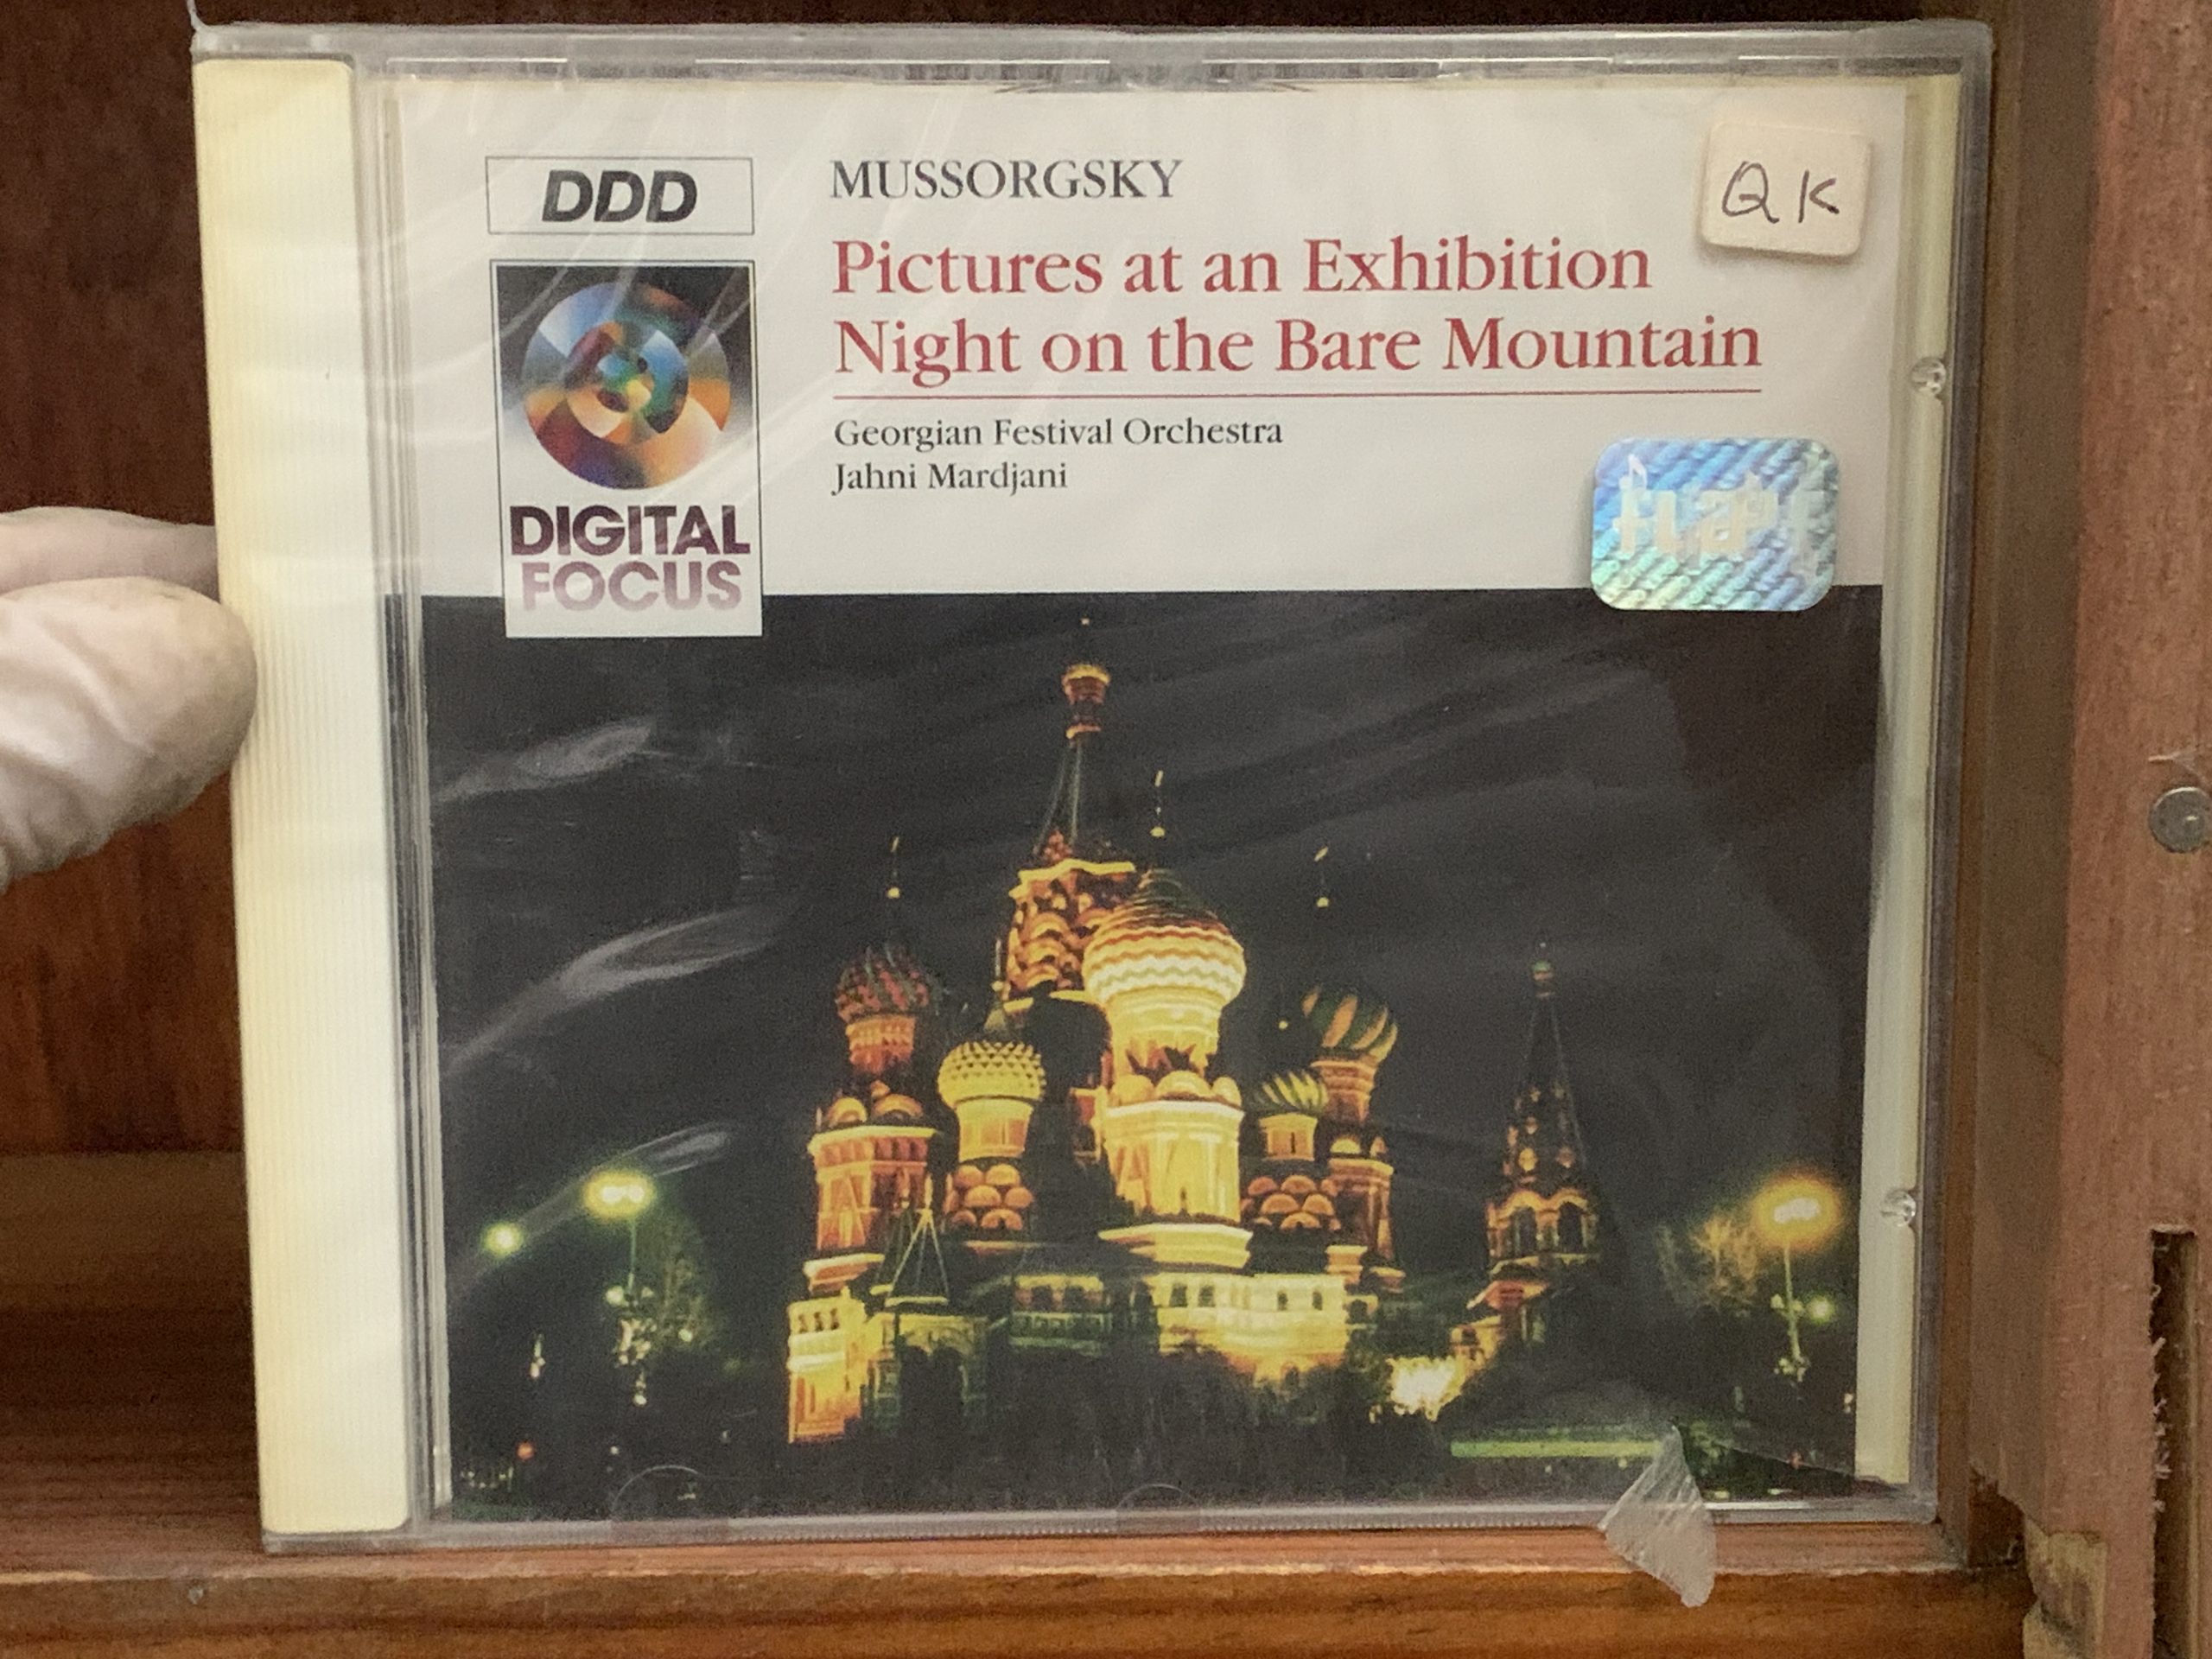 DDD
MUSSORGSKY
Pictures at an Exhibition
Night on the Bare Mountain
Georgian Festival Orchestra
Jahni Mardjani
DIGITAL
FOCUS
QK